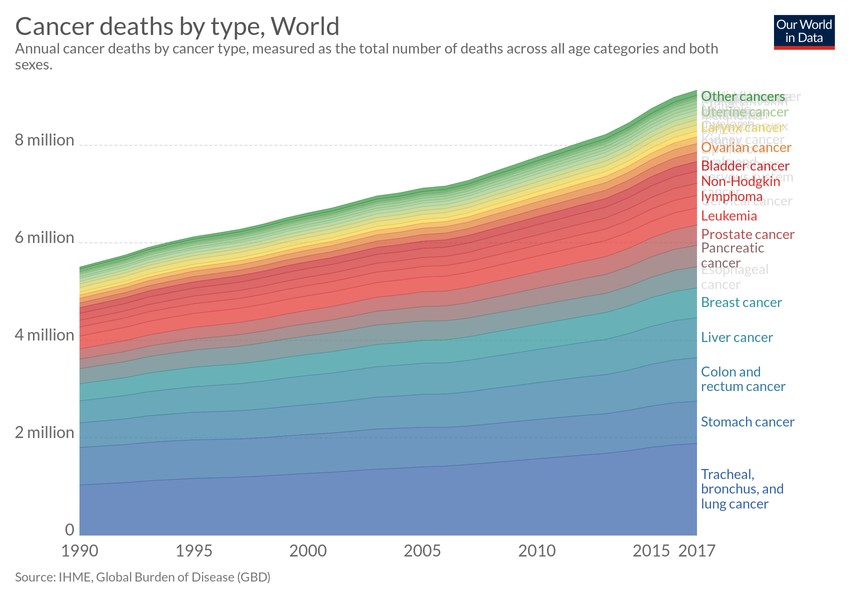 Cancer deaths by type, World
Annual cancer deaths by cancer type, measured as the total number of deaths across all age categories and both
sexes.
Our World
in Data
8 million
6 million
4 million
2 million
0
1990
1995
2000
2005
2010
2015
2017
Other cancers
Uterine cancer
Larynx cancer
Kidney cancer
Ovarian cancer
Bladder cancer
Non-Hodgkin
lymphoma
Cervical cancer
Leukemia
Prostate cancer
Pancreatic
cancer
Esophageal
cancer
Breast cancer
Liver cancer
Colon and
rectum cancer
Stomach cancer
Tracheal,
bronchus, and
lung cancer
Source: IHME, Global Burden of Disease (GBD)